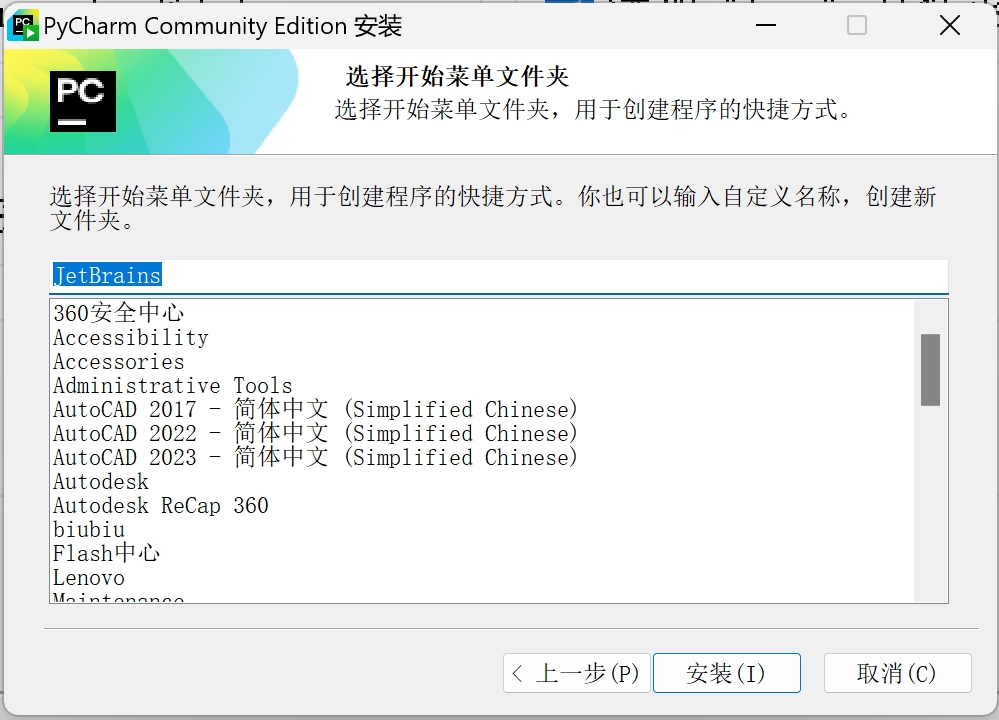 PyCharm Community Edition 安装
PC
选择开始菜单文件夹
选择开始菜单文件夹，用于创建程序的快捷方式。
选择开始菜单文件夹，用于创建程序的快捷方式。你也可以输入自定义名称，创建新
文件夹。
JetBrains
360安全中心
Accessibility
Accessories
Administrative Tools
AutoCAD 2017 - 简体中文 (Simplified Chinese)
AutoCAD 2022 - 简体中文 (Simplified Chinese)
AutoCAD 2023 - 简体中文 (Simplified Chinese)
Autodesk
Autodesk ReCap 360
biubiu
Flash中心
Lenovo
Maintenance
< 上一步(P) 安装(I) 取消(C)